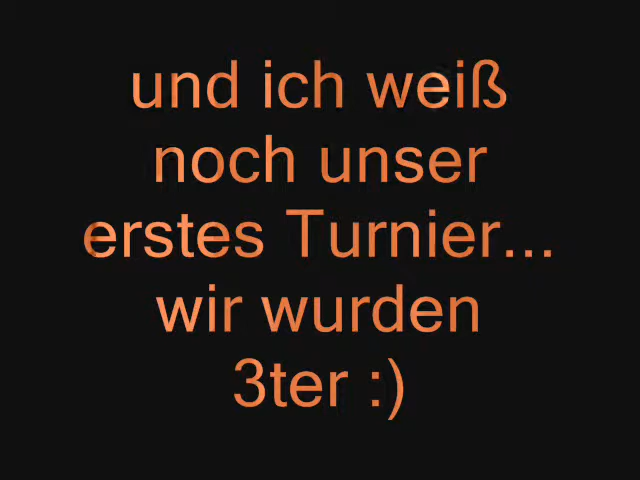 und ich weiß
noch unser
erstes Turnier...
wir wurden
3ter :)